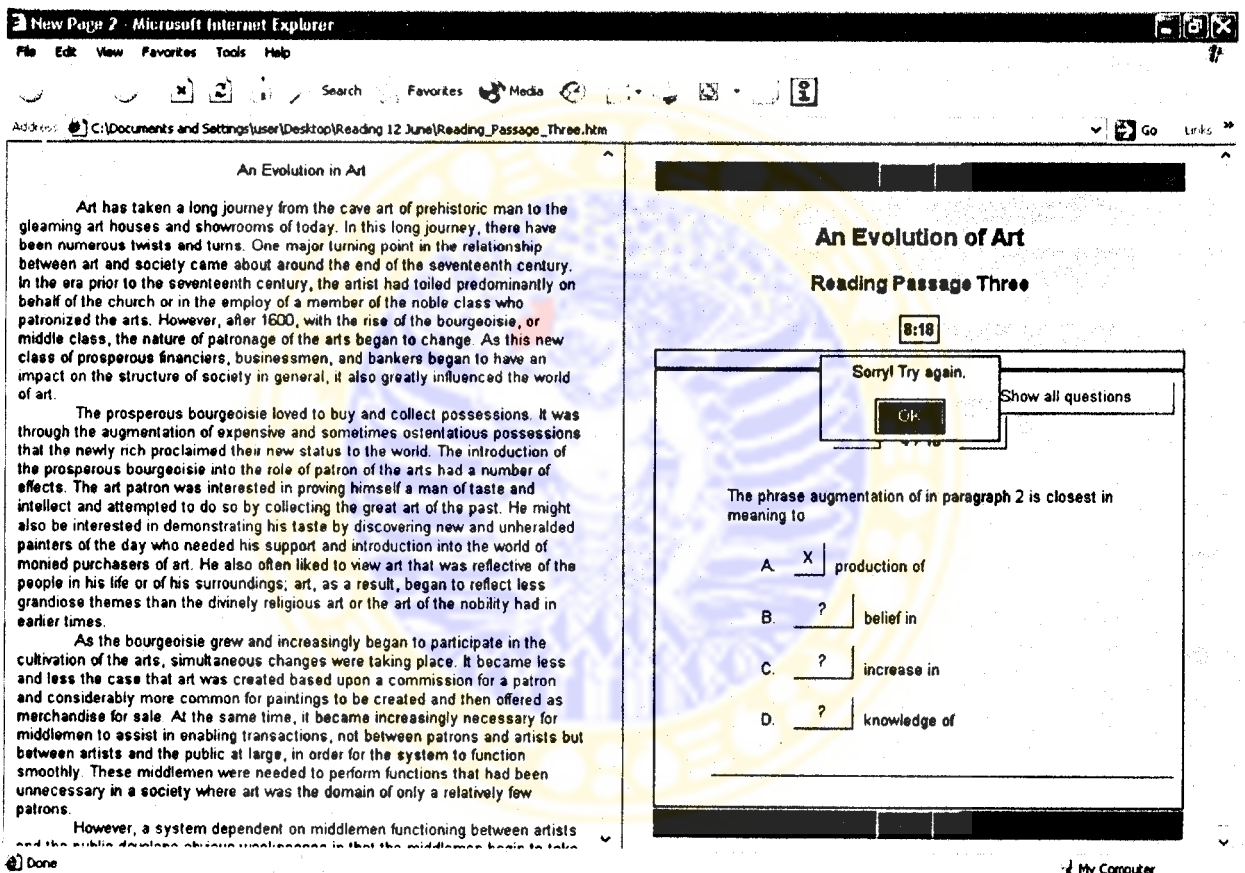 New Page 2 - Microsoft Internet Explorer
File Edit View Favorites Tools Help
Search Favorites Media
Address C:\Documents and Settings\user\Desktop\Reading 12 June\Reading_Passage_Three.htm Go Links »
An Evolution in Art
Art has taken a long journey from the cave art of prehistoric man to the
gleaming art houses and showrooms of today. In this long journey, there have
been numerous twists and turns. One major turning point in the relationship
between art and society came about around the end of the seventeenth century.
In the era prior to the seventeenth century, the artist had toiled predominantly on
behalf of the church or in the employ of a member of the noble class who
patronized the arts. However, after 1600, with the rise of the bourgeoisie, or
middle class, the nature of patronage of the arts began to change. As this new
class of prosperous financiers, businessmen, and bankers began to have an
impact on the structure of society in general, it also greatly influenced the world
of art.
The prosperous bourgeoisie loved to buy and collect possessions. It was
through the augmentation of expensive and sometimes ostentatious possessions
that the newly rich proclaimed their new status to the world. The introduction of
the prosperous bourgeoisie into the role of patron of the arts had a number of
effects. The art patron was interested in proving himself a man of taste and
intellect and attempted to do so by collecting the great art of the past. He might
also be interested in demonstrating his taste by discovering new and unheralded
painters of the day who needed his support and introduction into the world of
monied purchasers of art. He also often liked to view art that was reflective of the
people in his life or of his surroundings; art, as a result, began to reflect less
grandiose themes than the divinely religious art or the art of the nobility had in
earlier times.
As the bourgeoisie grew and increasingly began to participate in the
cultivation of the arts, simultaneous changes were taking place. It became less
and less the case that art was created based upon a commission for a patron
and considerably more common for paintings to be created and then offered as
merchandise for sale. At the same time, it became increasingly necessary for
middlemen to assist in enabling transactions, not between patrons and artists but
between artists and the public at large, in order for the system to function
smoothly. These middlemen were needed to perform functions that had been
unnecessary in a society where art was the domain of only a relatively few
patrons.
However, a system dependent on middlemen functioning between artists
and the public develops obvious weaknesses in that the middlemen begin to take
An Evolution of Art
Reading Passage Three
8:18
Sorry! Try again.
OK
Show all questions
The phrase augmentation of in paragraph 2 is closest in
meaning to
A. X production of
B. ? belief in
C. ? increase in
D. ? knowledge of
Done
My Computer